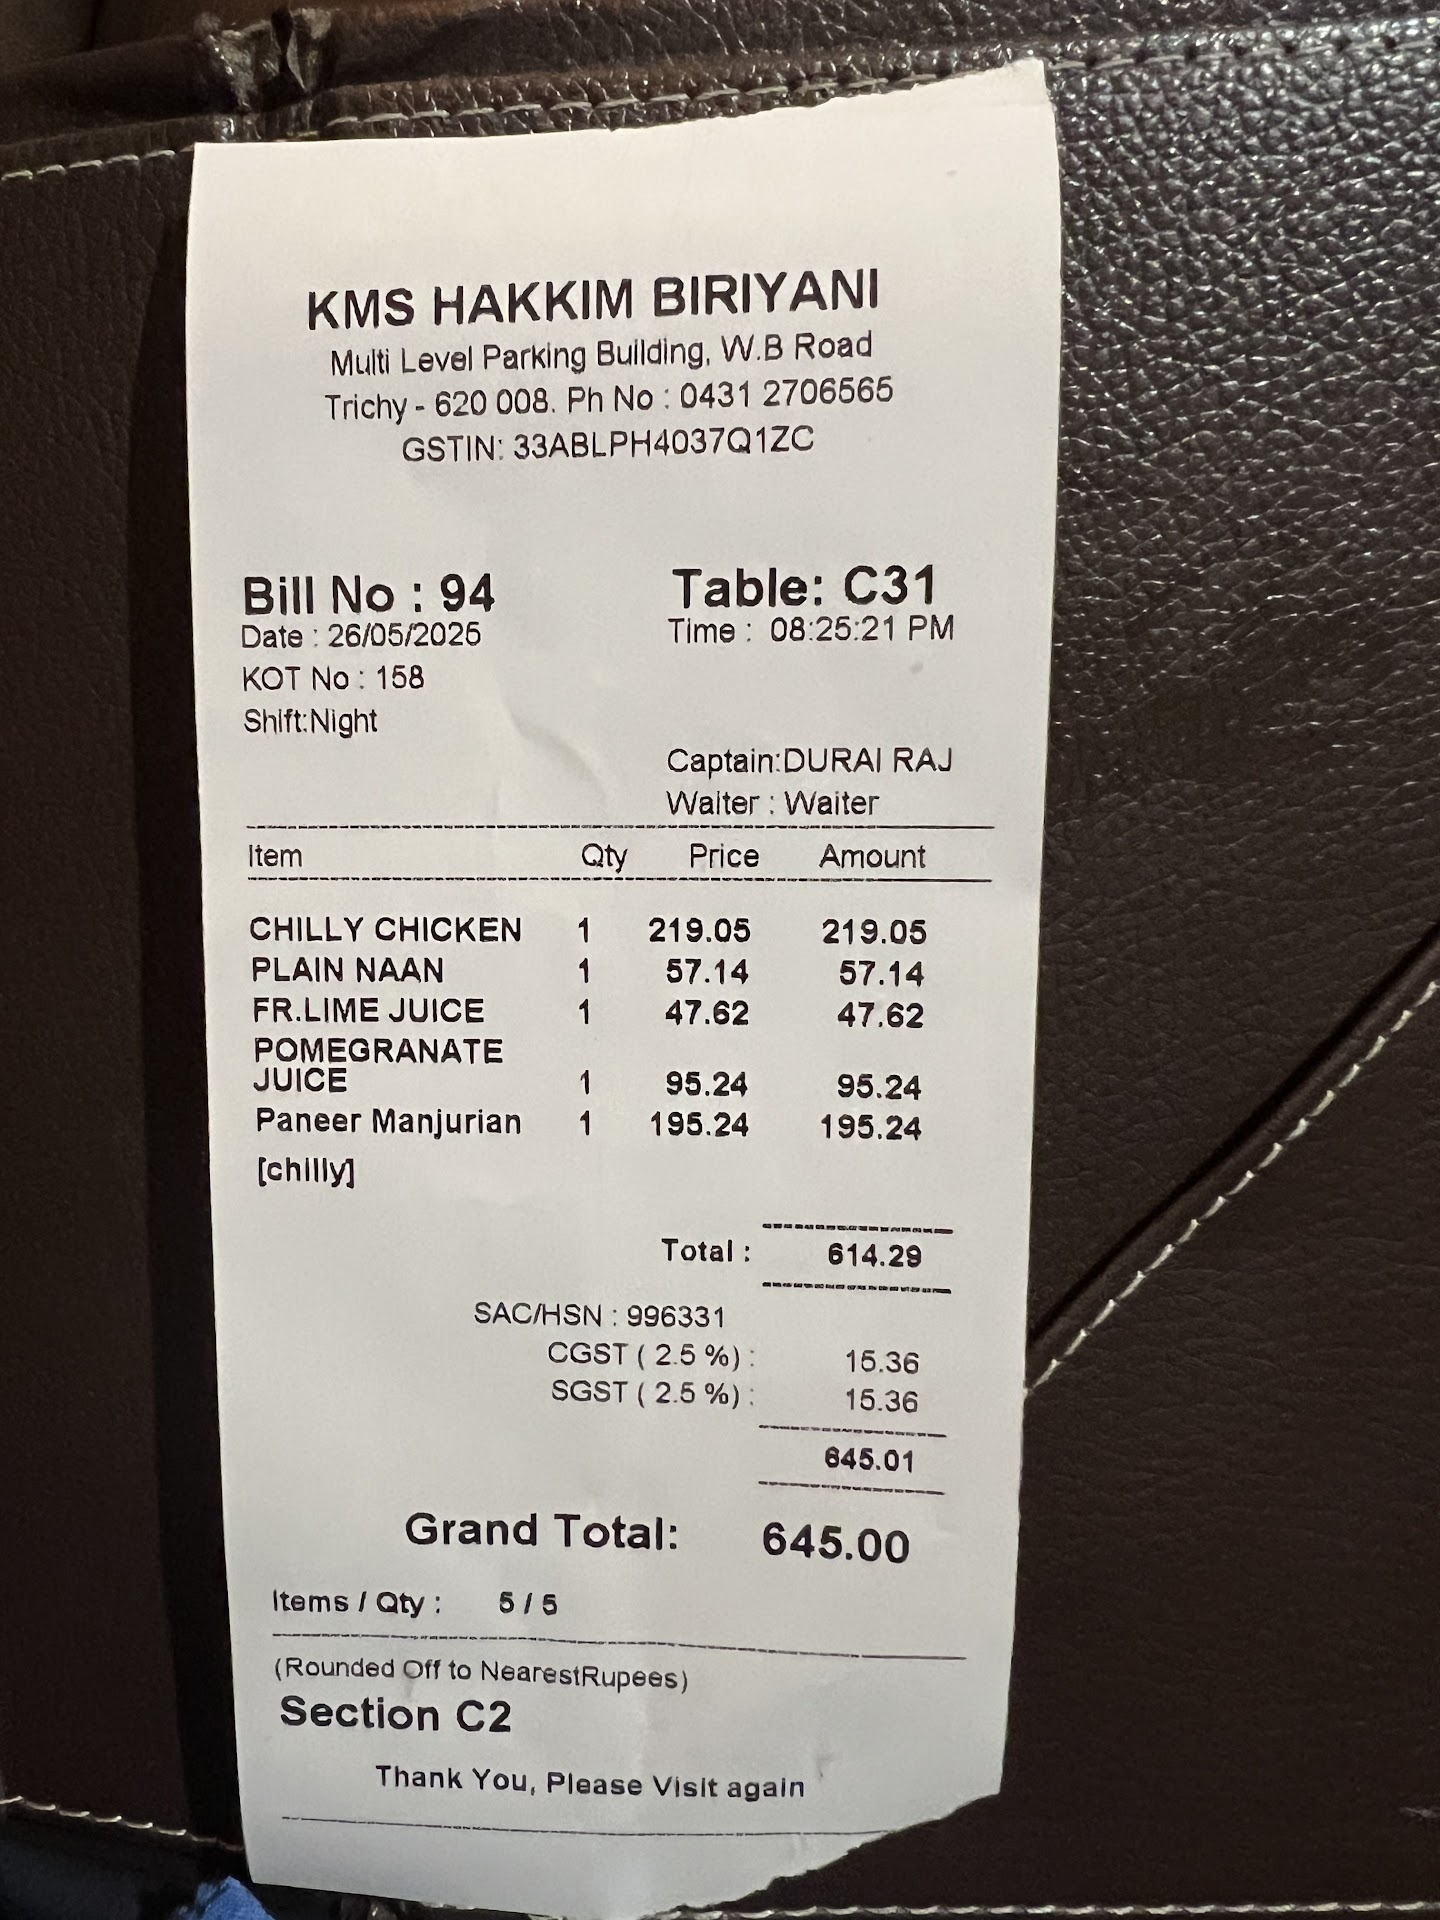 KMS HAKKIM BIRIYANI
Multi Level Parking Building, W.B Road
Trichy - 620 008. Ph No : 0431 2706565
GSTIN: 33ABLPH4037Q1ZC
Bill No : 94 Table: C31
Date : 26/05/2025 Time : 08:25:21 PM
KOT No : 158
Shift:Night
Captain:DURAI RAJ
Waiter : Waiter
Item Qty Price Amount
CHILLY CHICKEN 1 219.05 219.05
PLAIN NAAN 1 57.14 57.14
FR.LIME JUICE 1 47.62 47.62
POMEGRANATE
JUICE 1 95.24 95.24
Paneer Manjurian 1 195.24 195.24
[chilly]
Total : 614.29
SAC/HSN : 996331
CGST ( 2.5 %) : 15.36
SGST ( 2.5 %) : 15.36
645.01
Grand Total: 645.00
Items / Qty : 5 / 5
(Rounded Off to NearestRupees)
Section C2
Thank You, Please Visit again